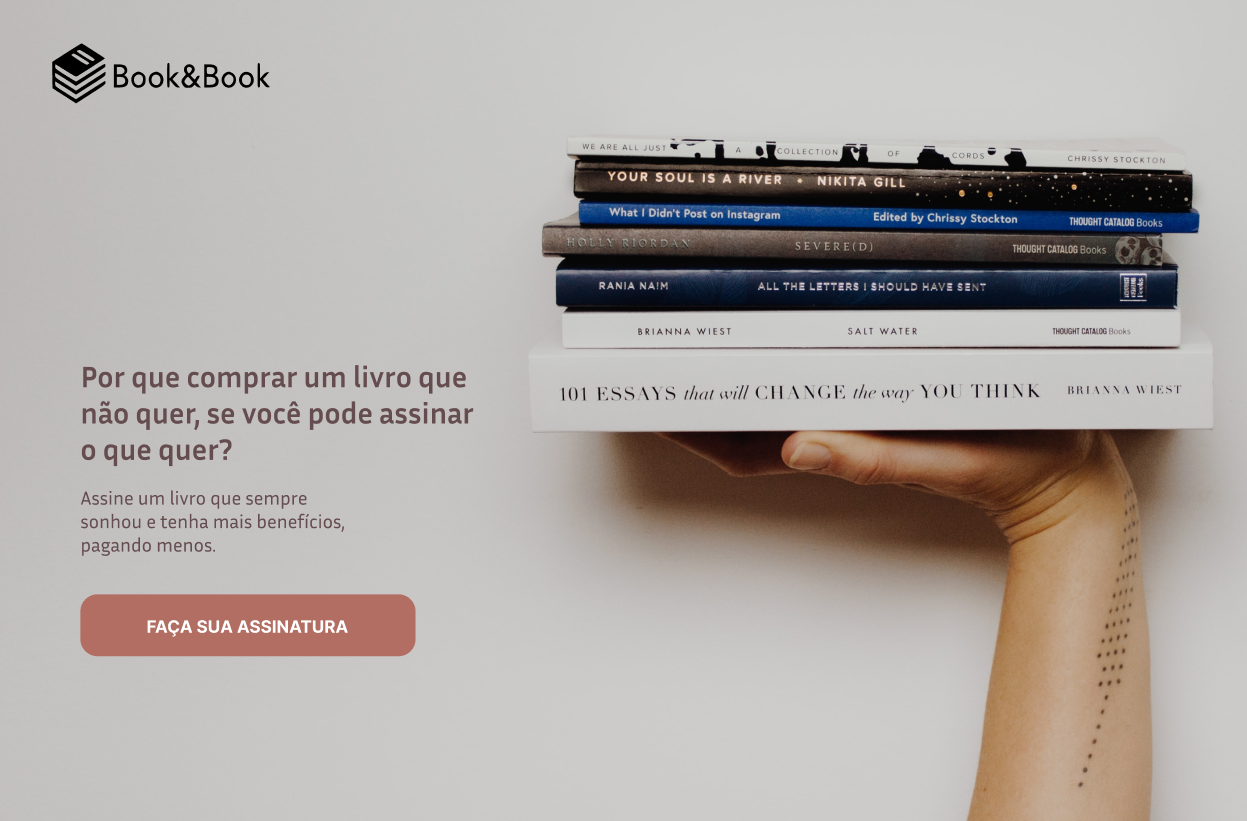 Book&Book
WE ARE ALL JUST A COLLECTION OF CORDS CHRISSY STOCKTON
YOUR SOUL IS A RIVER • NIKITA GILL
What I Didn't Post on Instagram Edited by Chrissy Stockton THOUGHT CATALOG Books
HOLLY RIORDAN SEVERE(D) THOUGHT CATALOG Books
RANIA NAIM ALL THE LETTERS I SHOULD HAVE SENT
BRIANNA WIEST SALT WATER THOUGHT CATALOG Books
101 ESSAYS that will CHANGE the way YOU THINK BRIANNA WIEST
Por que comprar um livro que
não quer, se você pode assinar
o que quer?
Assine um livro que sempre
sonhou e tenha mais benefícios,
pagando menos.
FAÇA SUA ASSINATURA